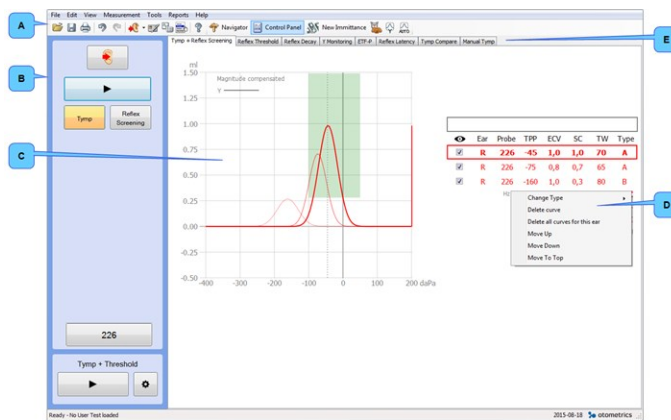 File Edit View Measurement Tools Reports Help
A
Navigator Control Panel New Immittance AUTO
E
Tymp + Reflex Screening Reflex Threshold Reflex Decay Y Monitoring ETF-P Reflex Latency Tymp Compare Manual Tymp
B
Tymp Reflex Screening
C
ml
Magnitude compensated
Y
1.50
1.25
1.00
0.75
0.50
0.25
0.00
-0.25
-0.50
-400 -300 -200 -100 0 200 daPa
Ear Probe TPP ECV SC TW Type
R 226 -45 1,0 1,0 70 A
R 226 -75 0,8 0,7 65 A
R 226 -160 1,0 0,3 80 B
D
Change Type
Delete curve
Delete all curves for this ear
Move Up
Move Down
Move To Top
226
Tymp + Threshold
Ready - No User Test loaded
2015-08-18 otometrics